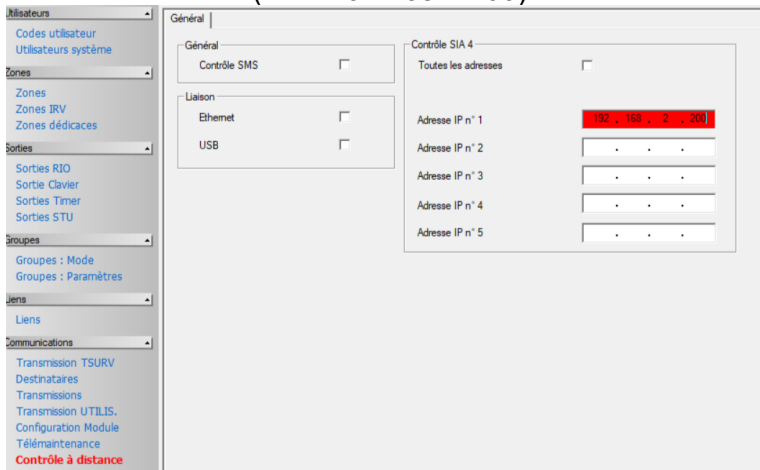 Utilisateurs
Codes utilisateur
Utilisateurs système
Zones
Zones
Zones IRV
Zones dédicaces
Sorties
Sorties RIO
Sortie Clavier
Sorties Timer
Sorties STU
Groupes
Groupes : Mode
Groupes : Paramètres
Liens
Liens
Communications
Transmission TSURV
Destinataires
Transmissions
Transmission UTILIS.
Configuration Module
Télémaintenance
Contrôle à distance
Général
Général
Contrôle SMS
Liaison
Ethernet
USB
Contrôle SIA 4
Toutes les adresses
Adresse IP n° 1 192 . 168 . 2 . 200
Adresse IP n° 2 . . .
Adresse IP n° 3 . . .
Adresse IP n° 4 . . .
Adresse IP n° 5 . . .